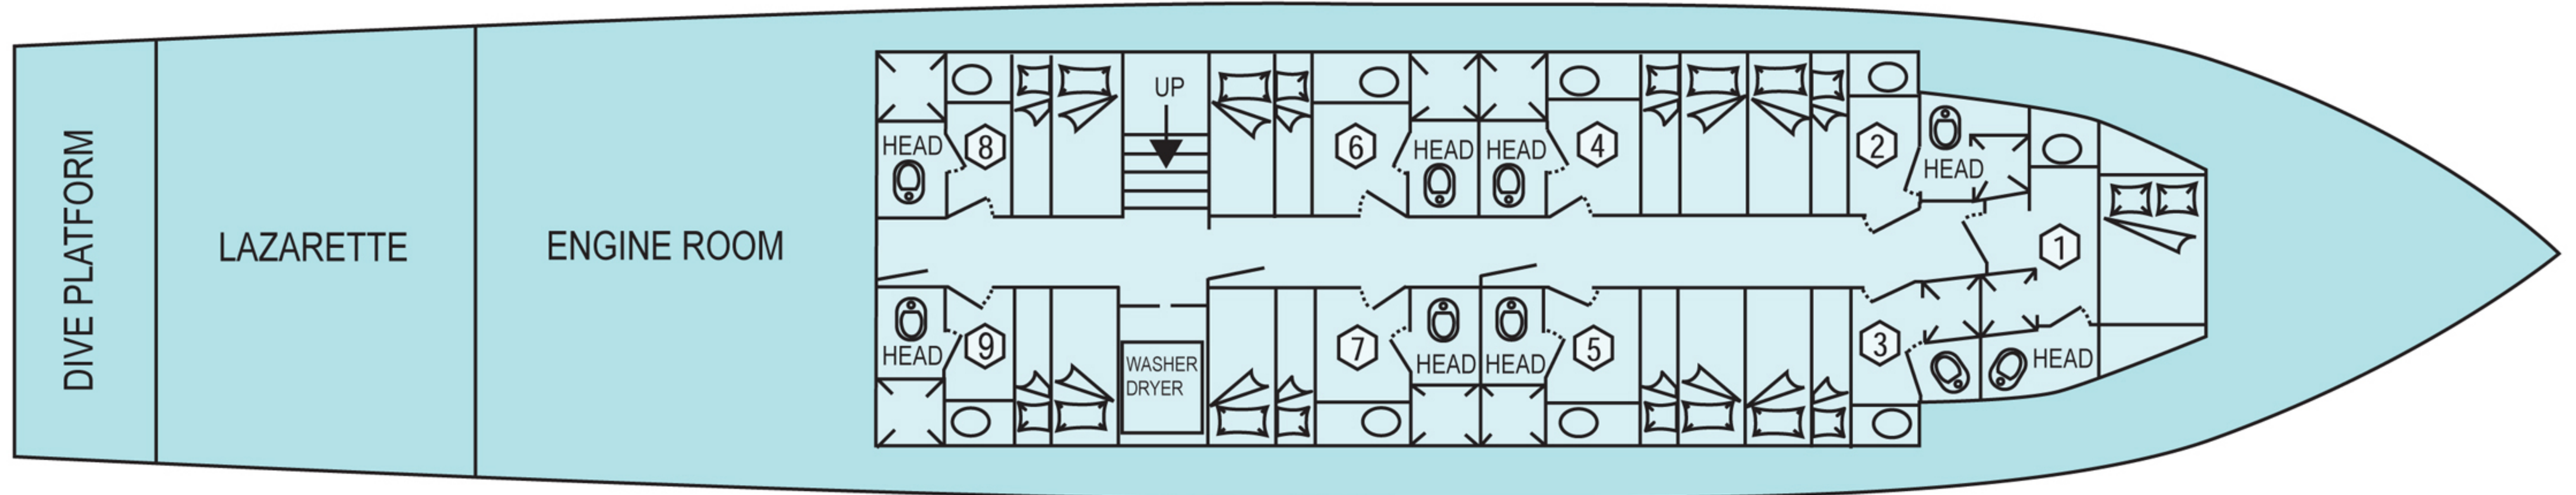 DIVE PLATFORM
LAZARETTE
ENGINE ROOM
UP
HEAD
8
6
HEAD
HEAD
4
2
HEAD
1
HEAD
9
WASHER
DRYER
7
HEAD
HEAD
5
3
HEAD